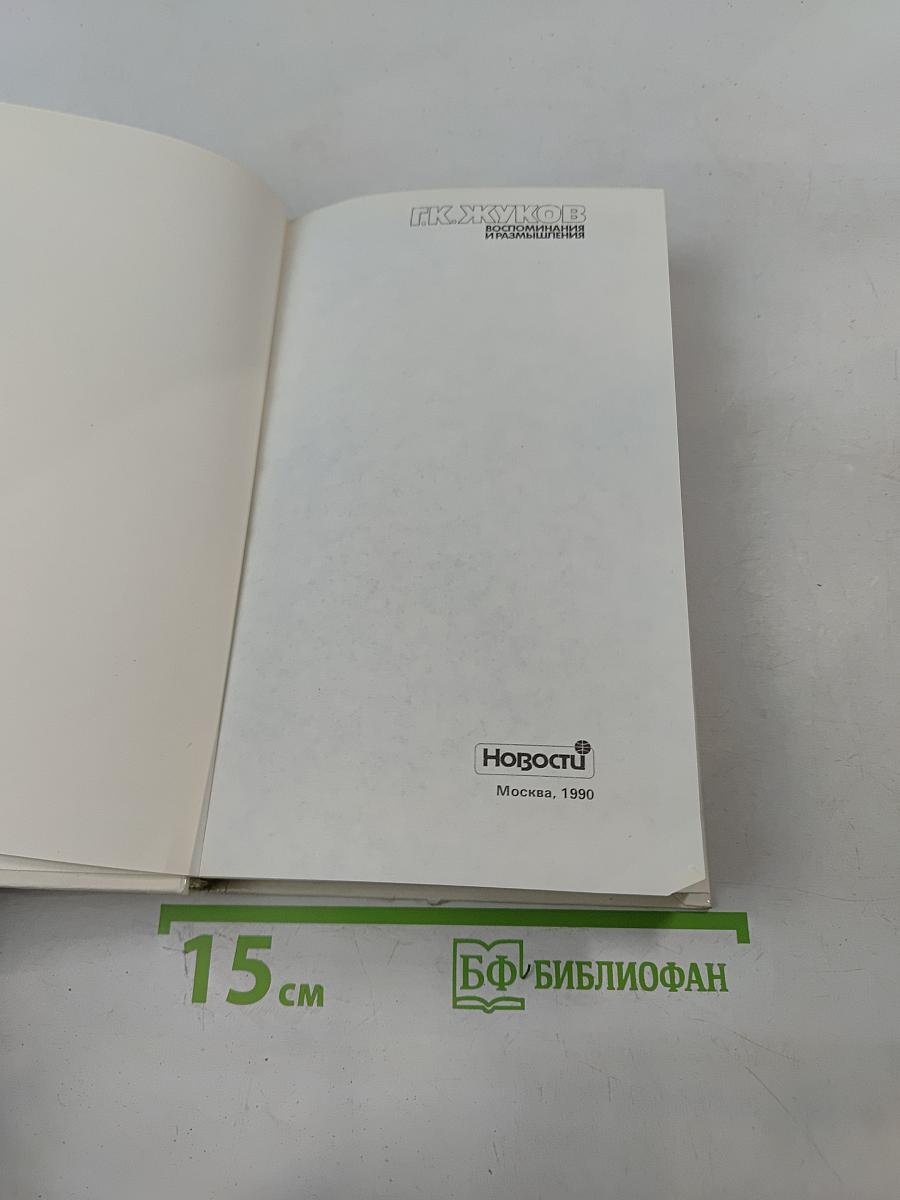 Г.К. ЖУКОВ
ВОСПОМИНАНИЯ
И РАЗМЫШЛЕНИЯ
Новости
Москва, 1990
15 см
БФ БИБЛИОФАН